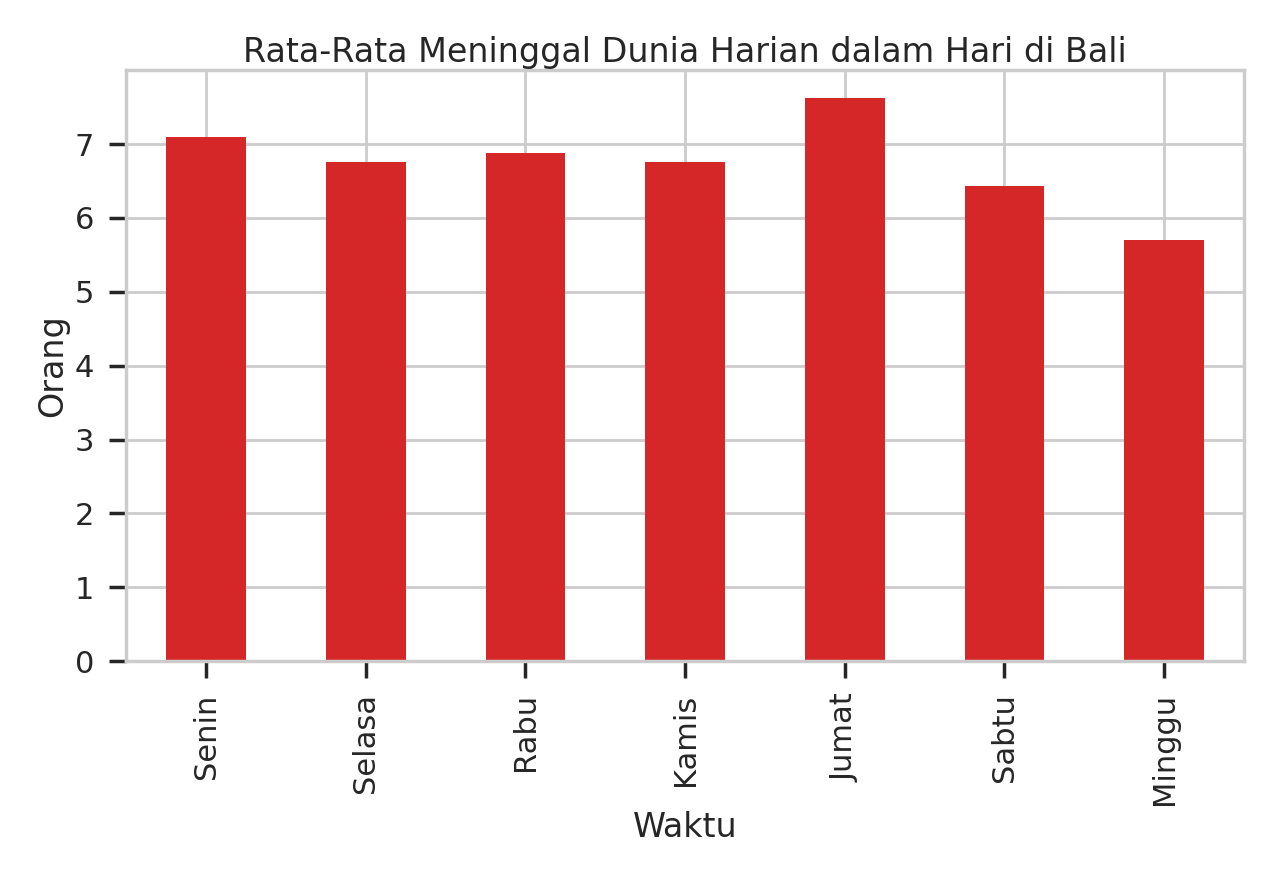 Rata-Rata Meninggal Dunia Harian dalam Hari di Bali
Orang
7
6
5
4
3
2
1
0
Senin
Selasa
Rabu
Kamis
Jumat
Sabtu
Minggu
Waktu